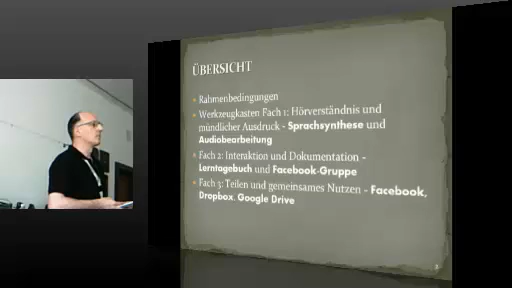 ÜBERSICHT
Rahmenbedingungen
Werkzeugkasten Fach 1: Hörverständnis und
mündlicher Ausdruck - Sprachsynthese und
Audiobearbeitung
Fach 2: Interaktion und Dokumentation -
Lerntagebuch und Facebook-Gruppe
Fach 3: Teilen und gemeinsames Nutzen - Facebook,
Dropbox, Google Drive